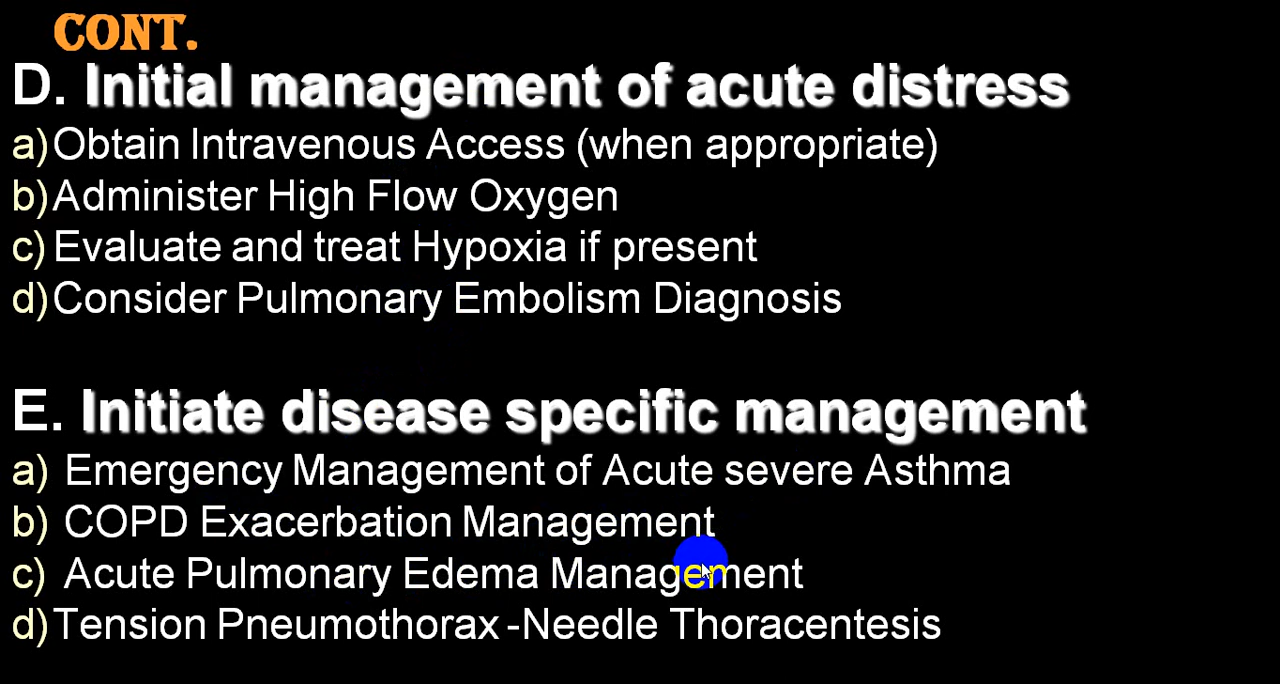 CONT.
D. Initial management of acute distress
a)Obtain Intravenous Access (when appropriate)
b)Administer High Flow Oxygen
c) Evaluate and treat Hypoxia if present
d)Consider Pulmonary Embolism Diagnosis
E. Initiate disease specific management
a) Emergency Management of Acute severe Asthma
b) COPD Exacerbation Management
c) Acute Pulmonary Edema Management
d)Tension Pneumothorax -Needle Thoracentesis